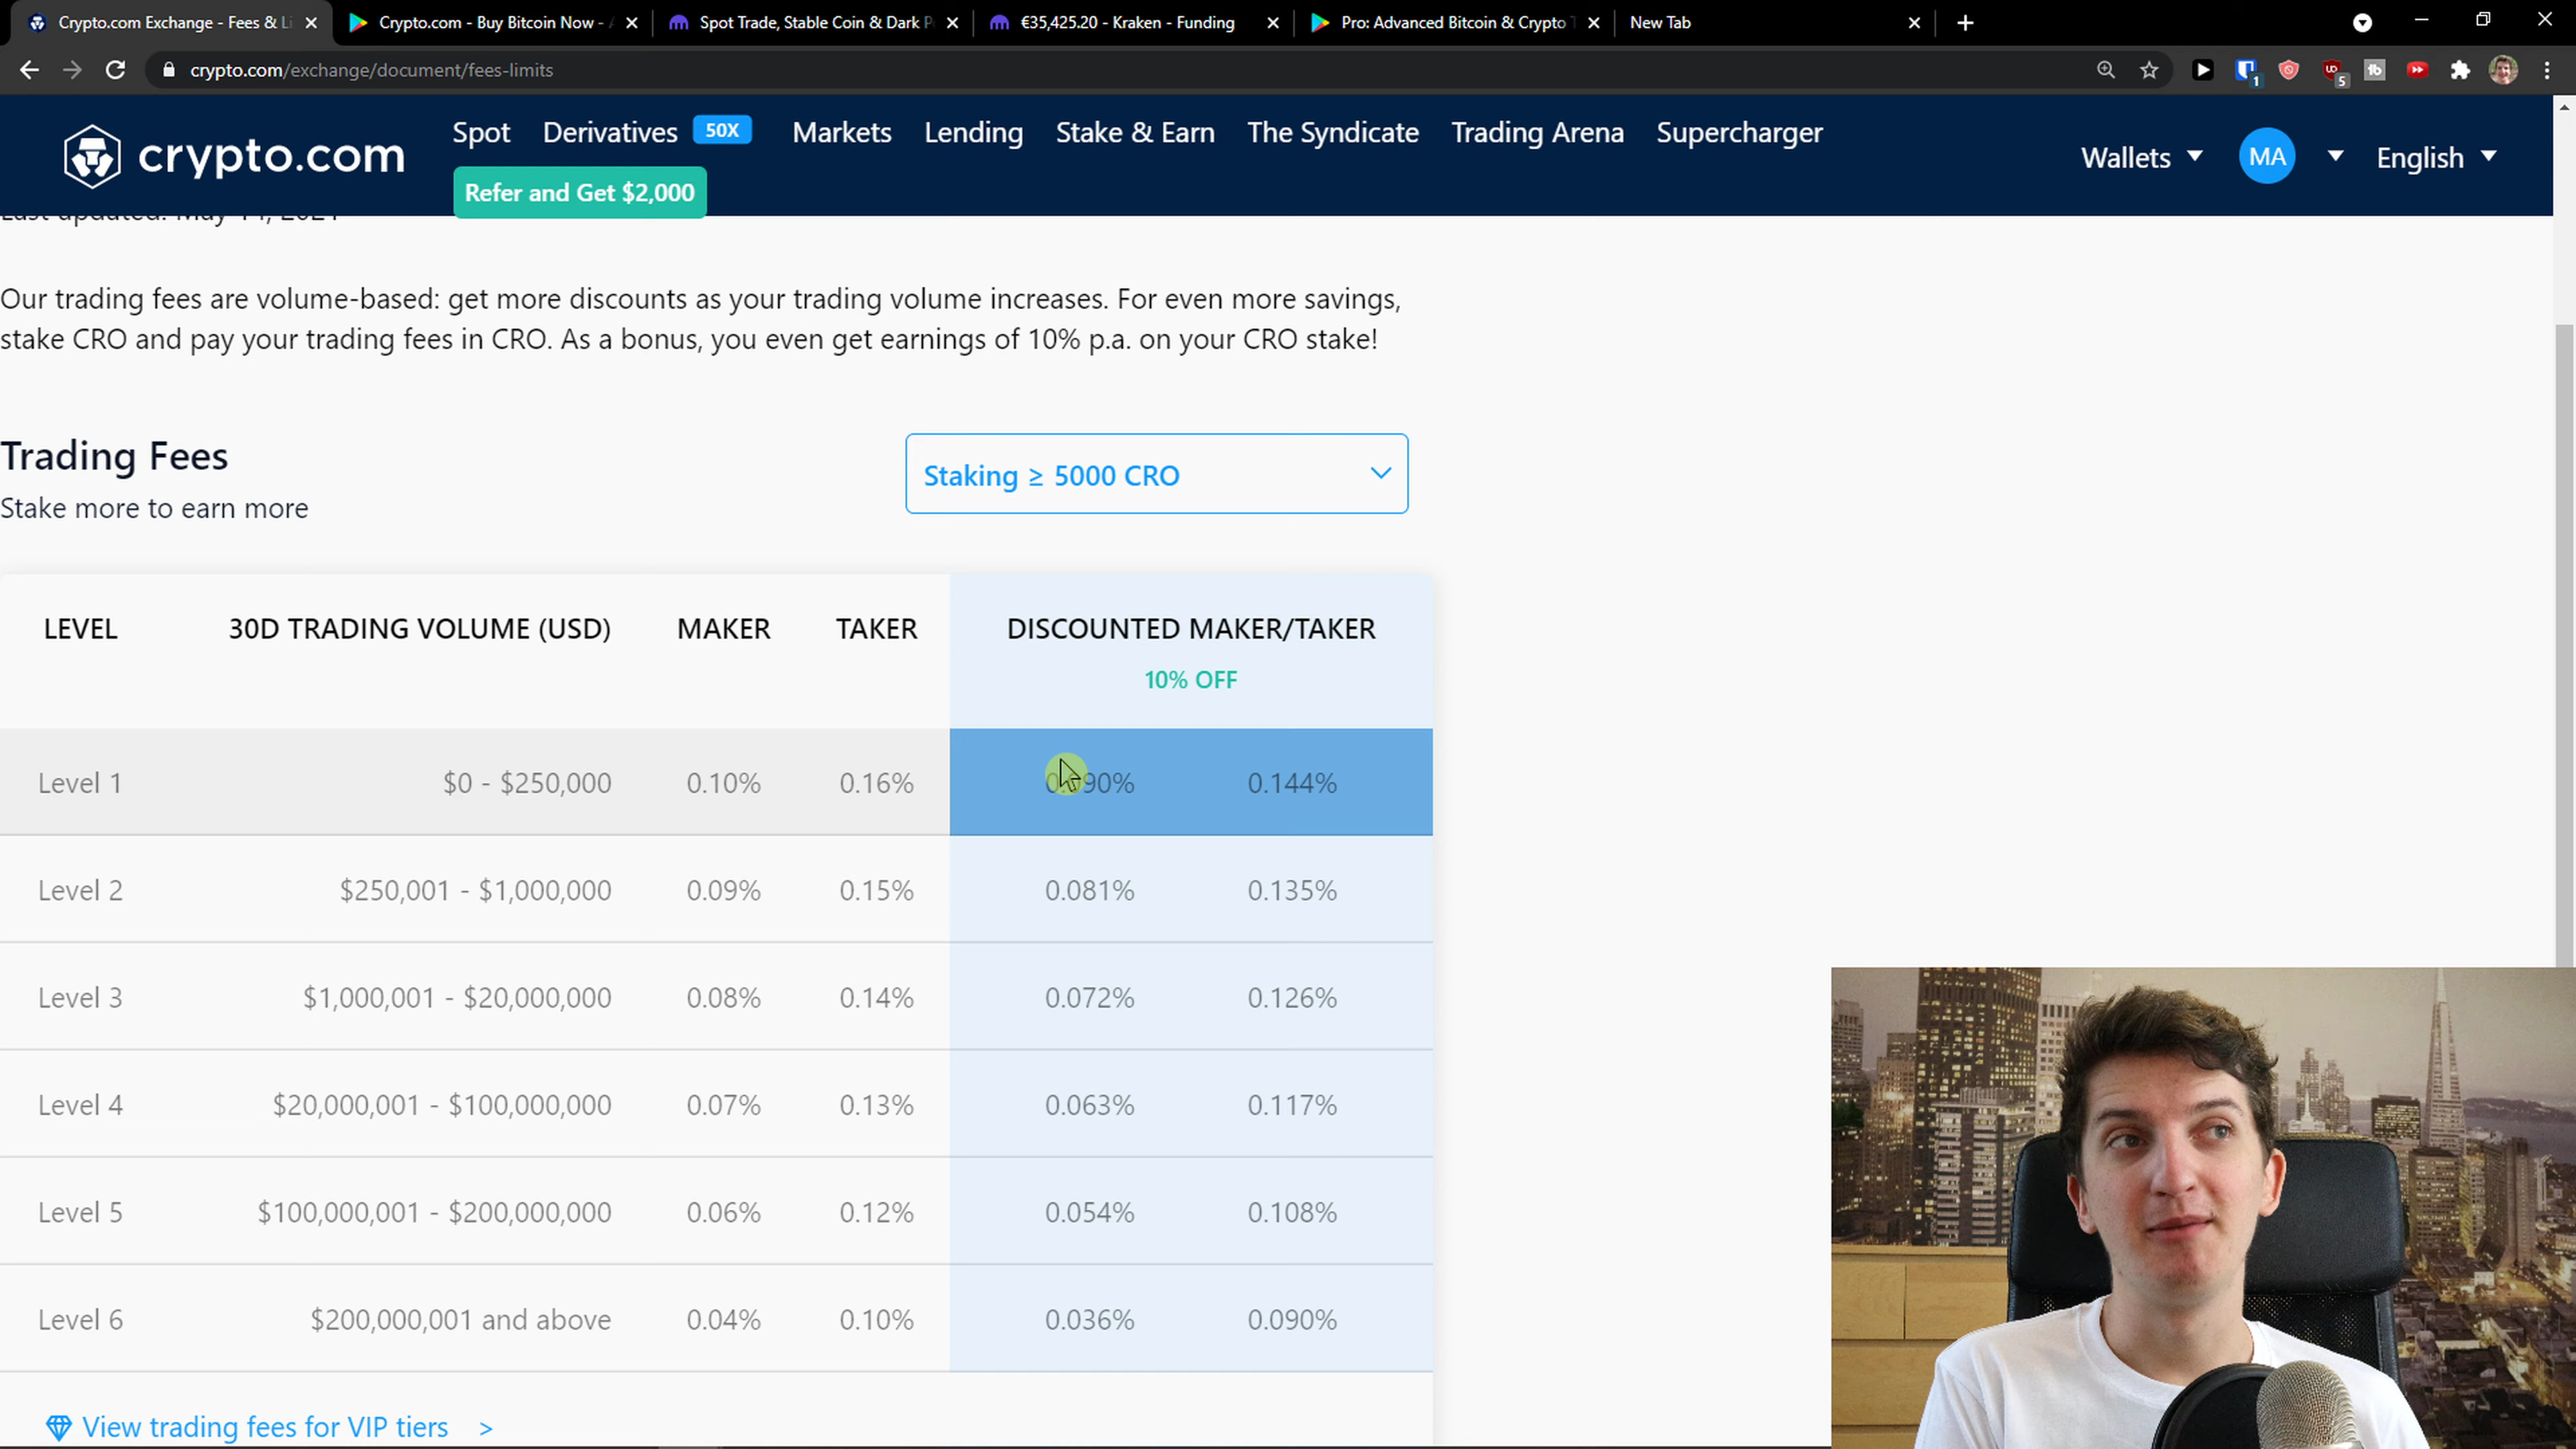 Crypto.com Exchange - Fees & Li
Crypto.com - Buy Bitcoin Now - A
Spot Trade, Stable Coin & Dark P
€35,425.20 - Kraken - Funding
Pro: Advanced Bitcoin & Crypto T
New Tab
crypto.com/exchange/document/fees-limits
1
5
crypto.com
Spot
Derivatives
50X
Markets
Lending
Stake & Earn
The Syndicate
Trading Arena
Supercharger
Refer and Get $2,000
Wallets
MA
English
Our trading fees are volume-based: get more discounts as your trading volume increases. For even more savings,
stake CRO and pay your trading fees in CRO. As a bonus, you even get earnings of 10% p.a. on your CRO stake!
Trading Fees
Stake more to earn more
Staking ≥ 5000 CRO
LEVEL 30D TRADING VOLUME (USD) MAKER TAKER DISCOUNTED MAKER/TAKER
10% OFF
Level 1 $0 - $250,000 0.10% 0.16% 0.144%
Level 2 $250,001 - $1,000,000 0.09% 0.15% 0.081% 0.135%
Level 3 $1,000,001 - $20,000,000 0.08% 0.14% 0.072% 0.126%
Level 4 $20,000,001 - $100,000,000 0.07% 0.13% 0.063% 0.117%
Level 5 $100,000,001 - $200,000,000 0.06% 0.12% 0.054% 0.108%
Level 6 $200,000,001 and above 0.04% 0.10% 0.036% 0.090%
View trading fees for VIP tiers >